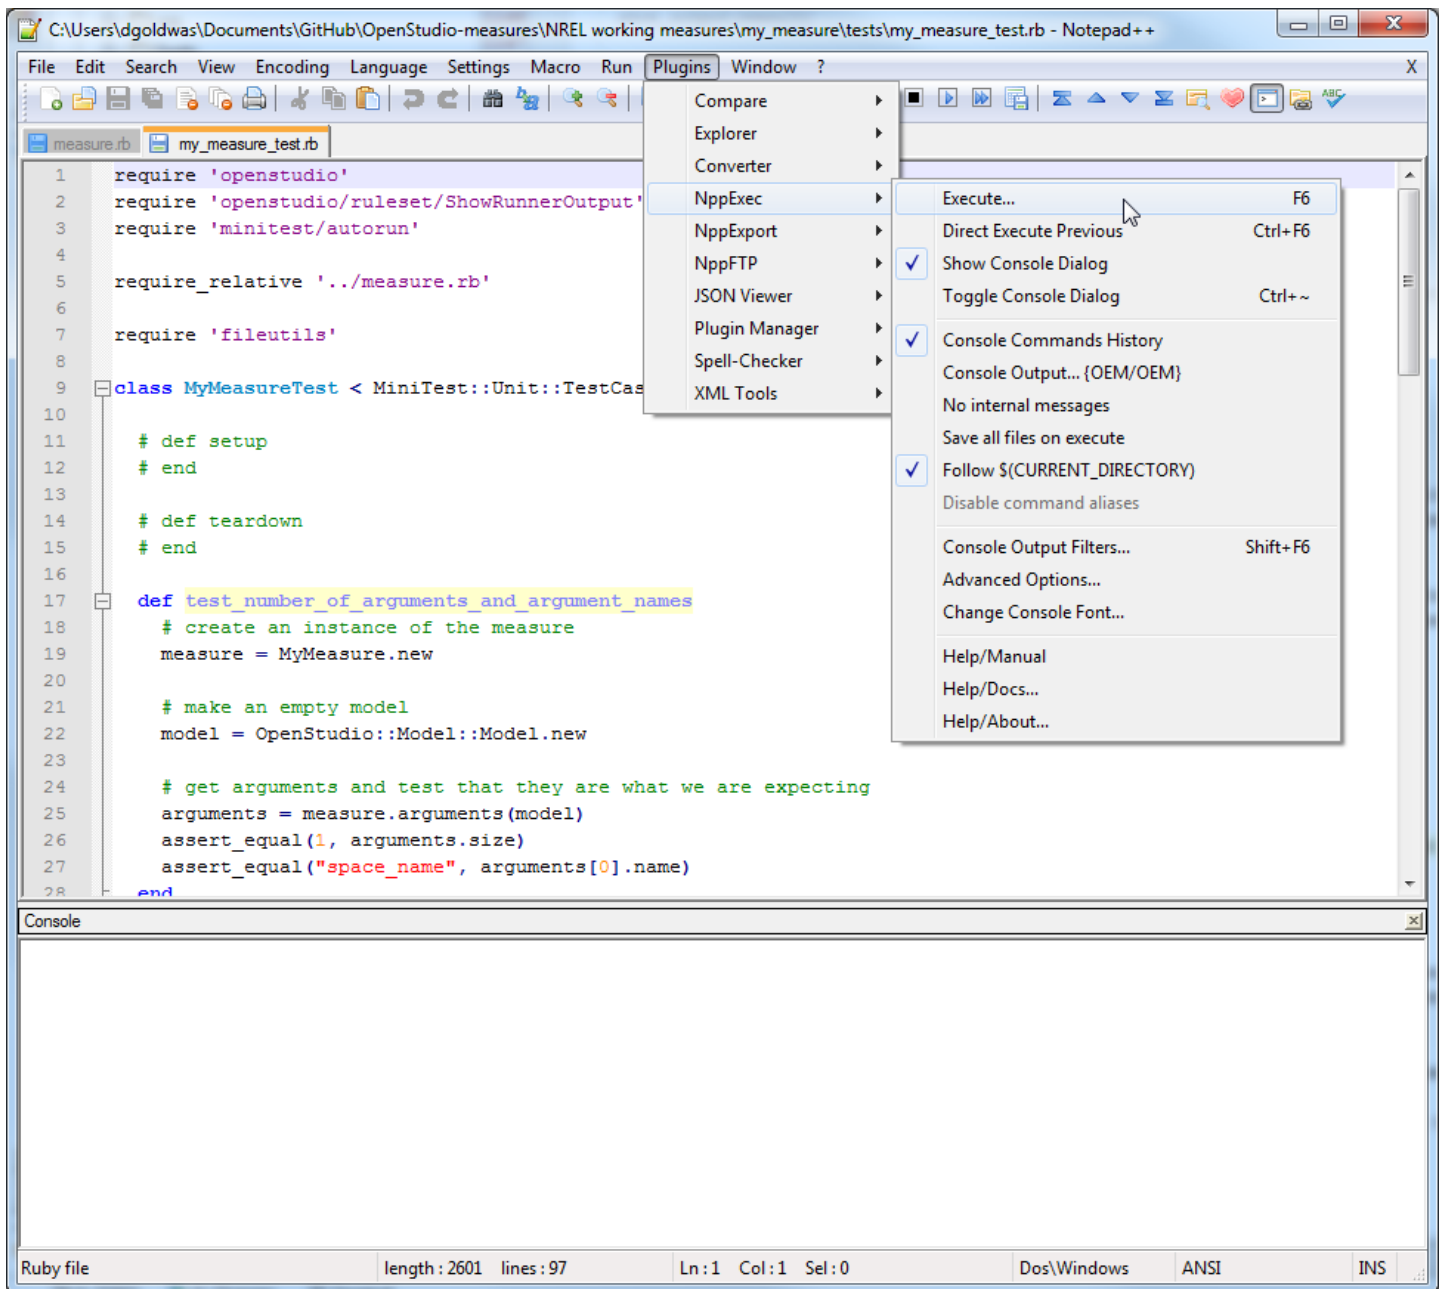 C:\Users\dgoldwas\Documents\GitHub\OpenStudio-measures\NREL working measures\my_measure\tests\my_measure_test.rb - Notepad++
File Edit Search View Encoding Language Settings Macro Run Plugins Window ? X
measure.rb my_measure_test.rb
Compare
Explorer
Converter
NppExec
NppExport
NppFTP
JSON Viewer
Plugin Manager
Spell-Checker
XML Tools
Execute... F6
Direct Execute Previous Ctrl+F6
Show Console Dialog
Toggle Console Dialog Ctrl+~
Console Commands History
Console Output... {OEM/OEM}
No internal messages
Save all files on execute
Follow $(CURRENT_DIRECTORY)
Disable command aliases
Console Output Filters... Shift+F6
Advanced Options...
Change Console Font...
Help/Manual
Help/Docs...
Help/About...
1 require 'openstudio'
2 require 'openstudio/ruleset/ShowRunnerOutput'
3 require 'minitest/autorun'
4
5 require_relative '../measure.rb'
6
7 require 'fileutils'
8
9 class MyMeasureTest < MiniTest::Unit::TestCas
10
11 # def setup
12 # end
13
14 # def teardown
15 # end
16
17 def test_number_of_arguments_and_argument_names
18 # create an instance of the measure
19 measure = MyMeasure.new
20
21 # make an empty model
22 model = OpenStudio::Model::Model.new
23
24 # get arguments and test that they are what we are expecting
25 arguments = measure.arguments(model)
26 assert_equal(1, arguments.size)
27 assert_equal("space_name", arguments[0].name)
28 end
Console
Ruby file length : 2601 lines : 97 Ln : 1 Col : 1 Sel : 0 Dos\Windows ANSI INS